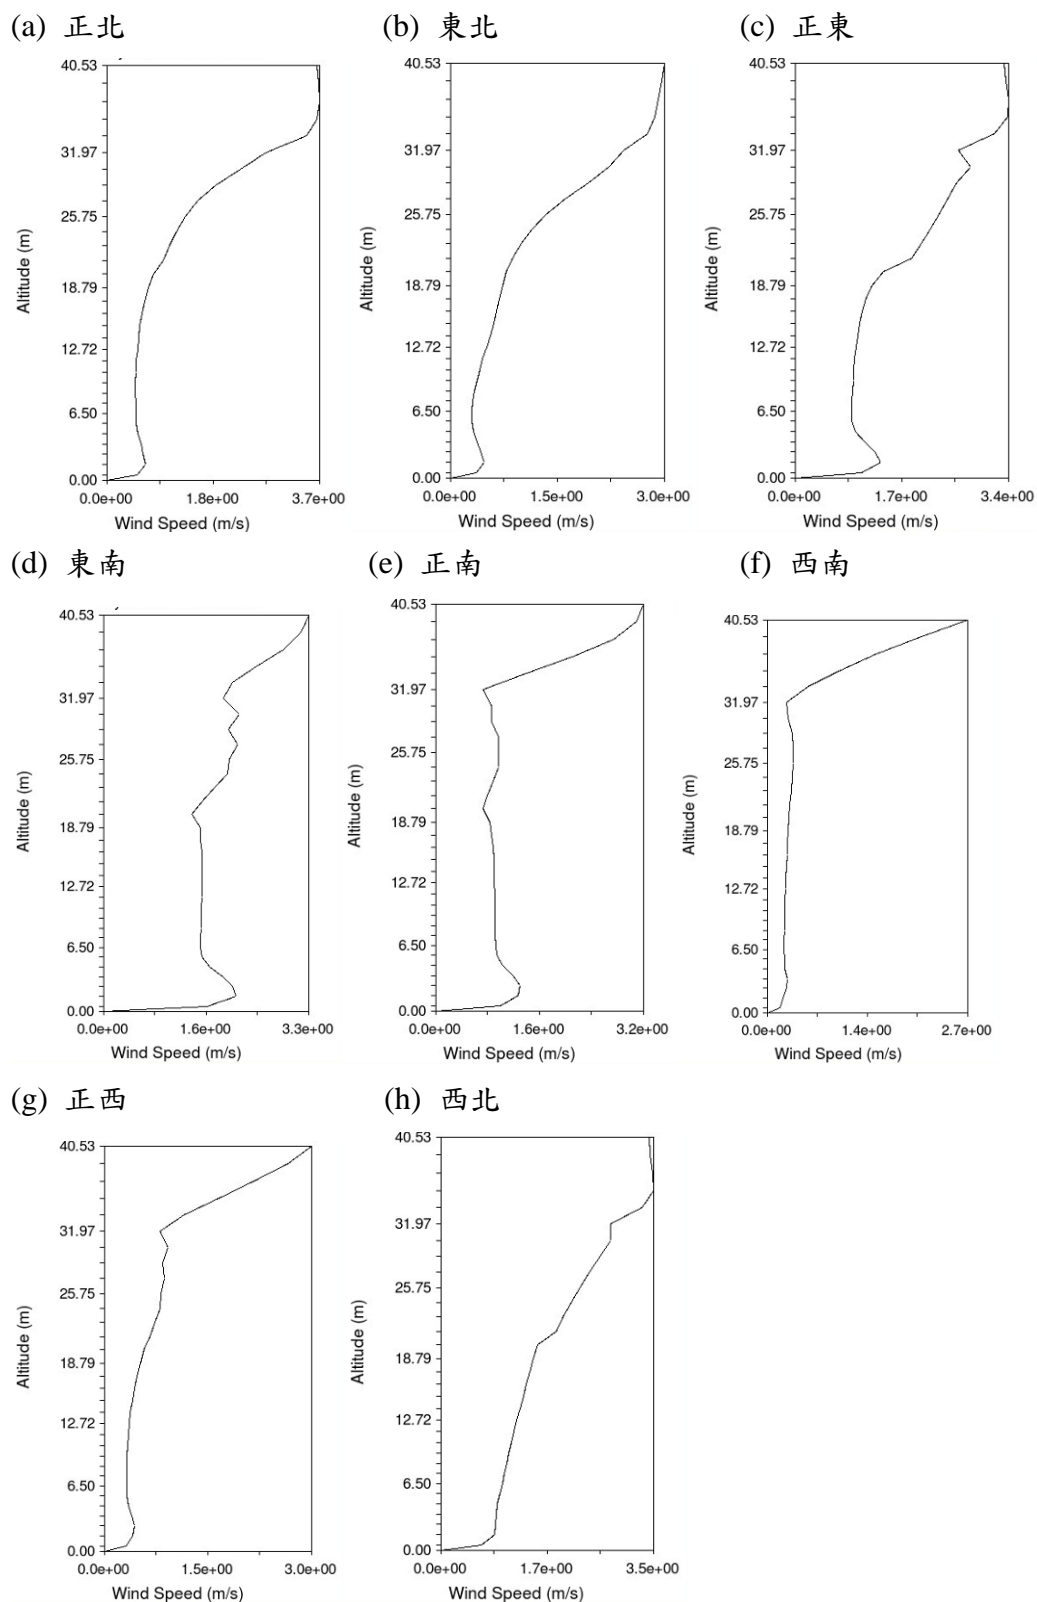 (a) 正北
40.53
31.97
25.75
18.79
12.72
6.50
0.00
Altitude (m)
0.0e+00 1.8e+00 3.7e+00
Wind Speed (m/s)
(b) 東北
40.53
31.97
25.75
18.79
12.72
6.50
0.00
Altitude (m)
0.0e+00 1.5e+00 3.0e+00
Wind Speed (m/s)
(c) 正東
40.53
31.97
25.75
18.79
12.72
6.50
0.00
Altitude (m)
0.0e+00 1.7e+00 3.4e+00
Wind Speed (m/s)
(d) 東南
40.53
31.97
25.75
18.79
12.72
6.50
0.00
Altitude (m)
0.0e+00 1.6e+00 3.3e+00
Wind Speed (m/s)
(e) 正南
40.53
31.97
25.75
18.79
12.72
6.50
0.00
Altitude (m)
0.0e+00 1.6e+00 3.2e+00
Wind Speed (m/s)
(f) 西南
40.53
31.97
25.75
18.79
12.72
6.50
0.00
Altitude (m)
0.0e+00 1.4e+00 2.7e+00
Wind Speed (m/s)
(g) 正西
40.53
31.97
25.75
18.79
12.72
6.50
0.00
Altitude (m)
0.0e+00 1.5e+00 3.0e+00
Wind Speed (m/s)
(h) 西北
40.53
31.97
25.75
18.79
12.72
6.50
0.00
Altitude (m)
0.0e+00 1.7e+00 3.5e+00
Wind Speed (m/s)